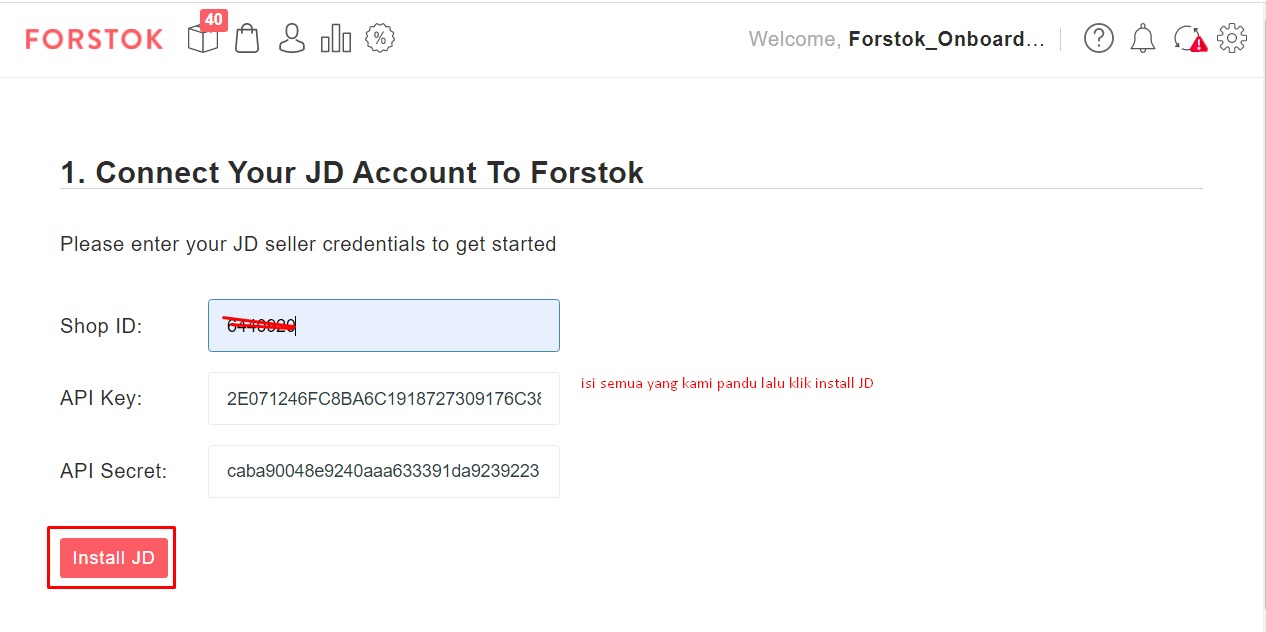 FORSTOK
40
%
Welcome, Forstok_Onboard...
?
1. Connect Your JD Account To Forstok
Please enter your JD seller credentials to get started
Shop ID:
API Key: 2E071246FC8BA6C1918727309176C38
isi semua yang kami pandu lalu klik install JD
API Secret: caba90048e9240aaa633391da9239223
Install JD